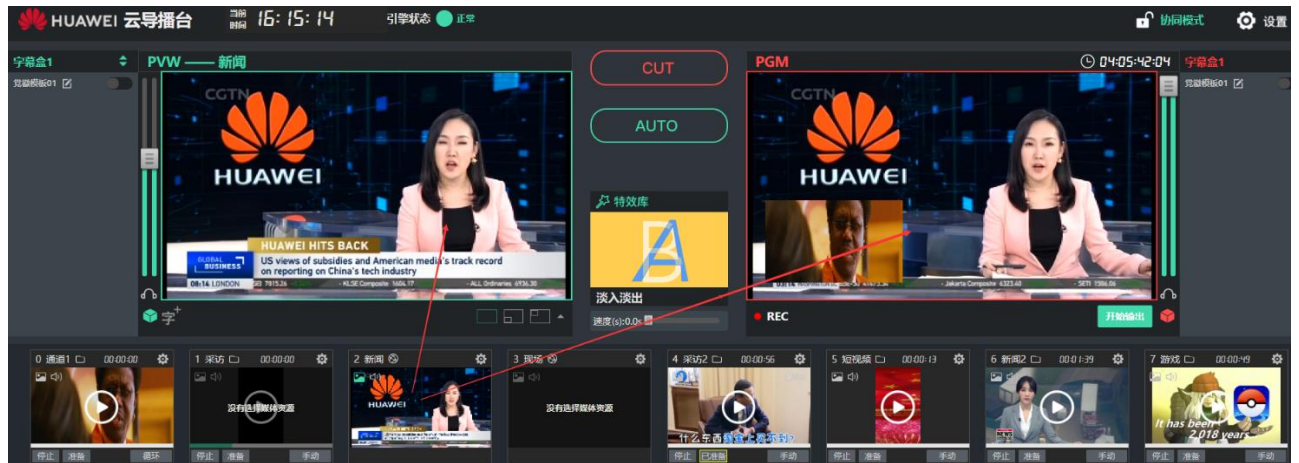 HUAWEI 云导播台
当前时间 16:15:14
引擎状态 正常
协同模式
设置
字幕盒1
党徽模板01
PVW —— 新闻
CGTN
HUAWEI
HUAWEI HITS BACK
GLOBAL BUSINESS
US views of subsidies and American media's track record
on reporting on China's tech industry
08:14 LONDON
SEI 7815.26
- KLSE Composite 1604.17
- ALL Ordinaries 6936.30
字+
CUT
AUTO
特效库
B A
淡入淡出
速度(s):0.0s
PGM
04:05:42:04
CGTN
HUAWEI
- Jakarta Composite 6323.60
- SETI 1586.06
REC
开始输出
字幕盒1
党徽模板01
0 通道1 00:00:00
停止 准备 循环
1 采访 00:00:00
没有选择媒体资源
停止 准备 手动
2 新闻
HUAWEI
3 现场
没有选择媒体资源
4 采访2 00:00:56
停止 已准备 手动
5 短视频 00:00:13
停止 准备 手动
6 新闻2 00:01:39
停止 准备 手动
7 游戏 00:00:49
It has been
2,018 years
停止 准备 手动